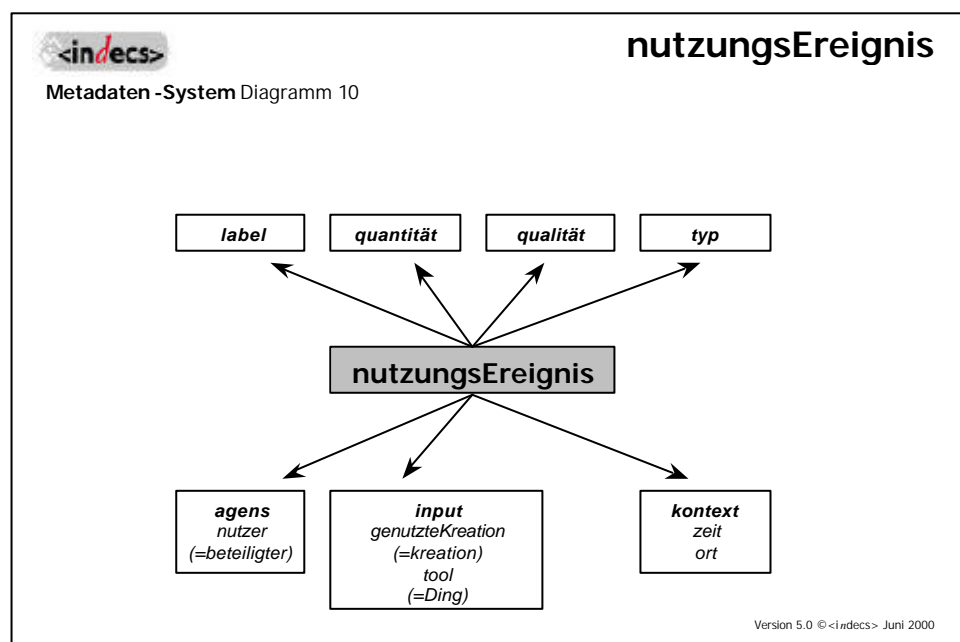 <indecs>
nutzungsEreignis
Metadaten -System Diagramm 10
label
quantität
qualität
typ
nutzungsEreignis
agens
nutzer
(=beteiligter)
input
genutzteKreation
(=kreation)
tool
(=Ding)
kontext
zeit
ort
Version 5.0 ©<indecs> Juni 2000